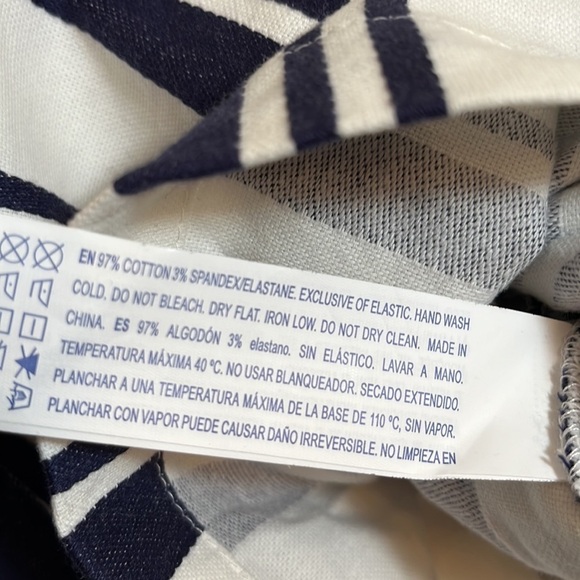 EN 97% COTTON 3% SPANDEX/ELASTANE. EXCLUSIVE OF ELASTIC. HAND WASH
COLD. DO NOT BLEACH. DRY FLAT. IRON LOW. DO NOT DRY CLEAN. MADE IN
CHINA. ES 97% ALGODÓN 3% elastano. SIN ELÁSTICO. LAVAR A MANO.
TEMPERATURA MÁXIMA 40 ºC. NO USAR BLANQUEADOR. SECADO EXTENDIDO.
PLANCHAR A UNA TEMPERATURA MÁXIMA DE LA BASE DE 110 ºC, SIN VAPOR.
PLANCHAR CON VAPOR PUEDE CAUSAR DAÑO IRREVERSIBLE. NO LIMPIEZA EN